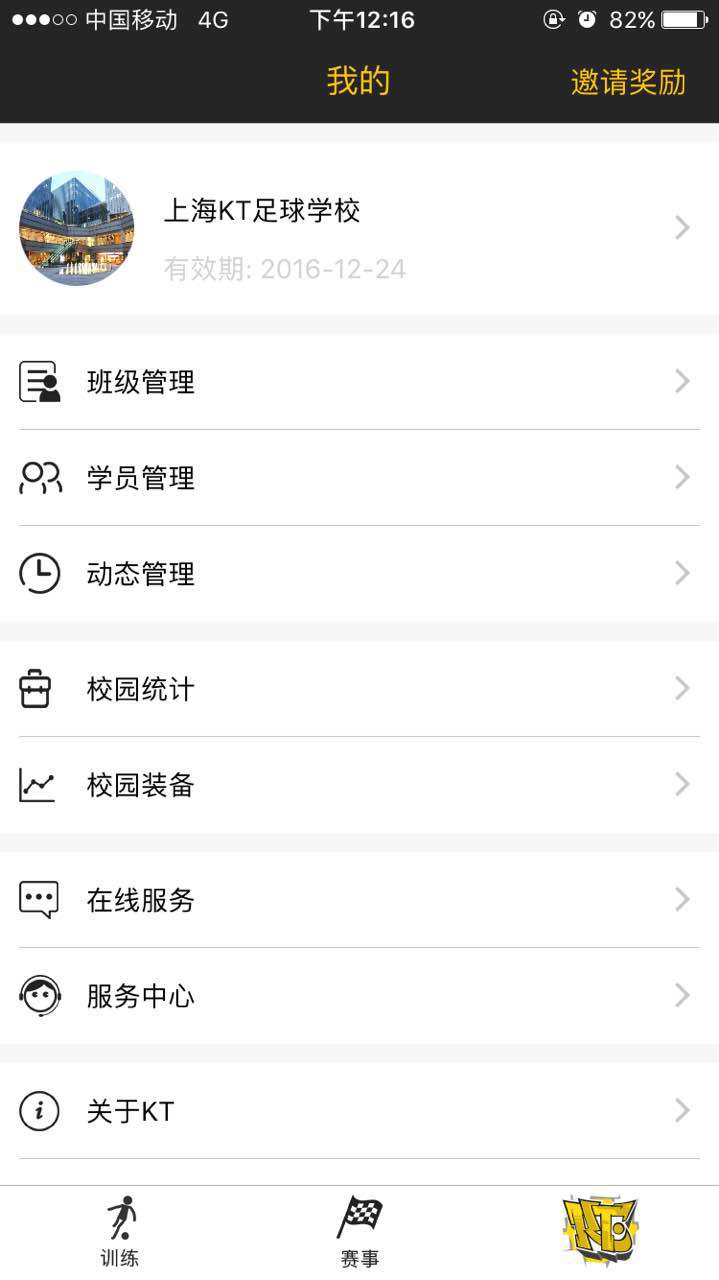 中国移动 4G 下午12:16 82%
我的 邀请奖励
上海KT足球学校
有效期: 2016-12-24
班级管理
学员管理
动态管理
校园统计
校园装备
在线服务
服务中心
关于KT
训练 赛事 KTC